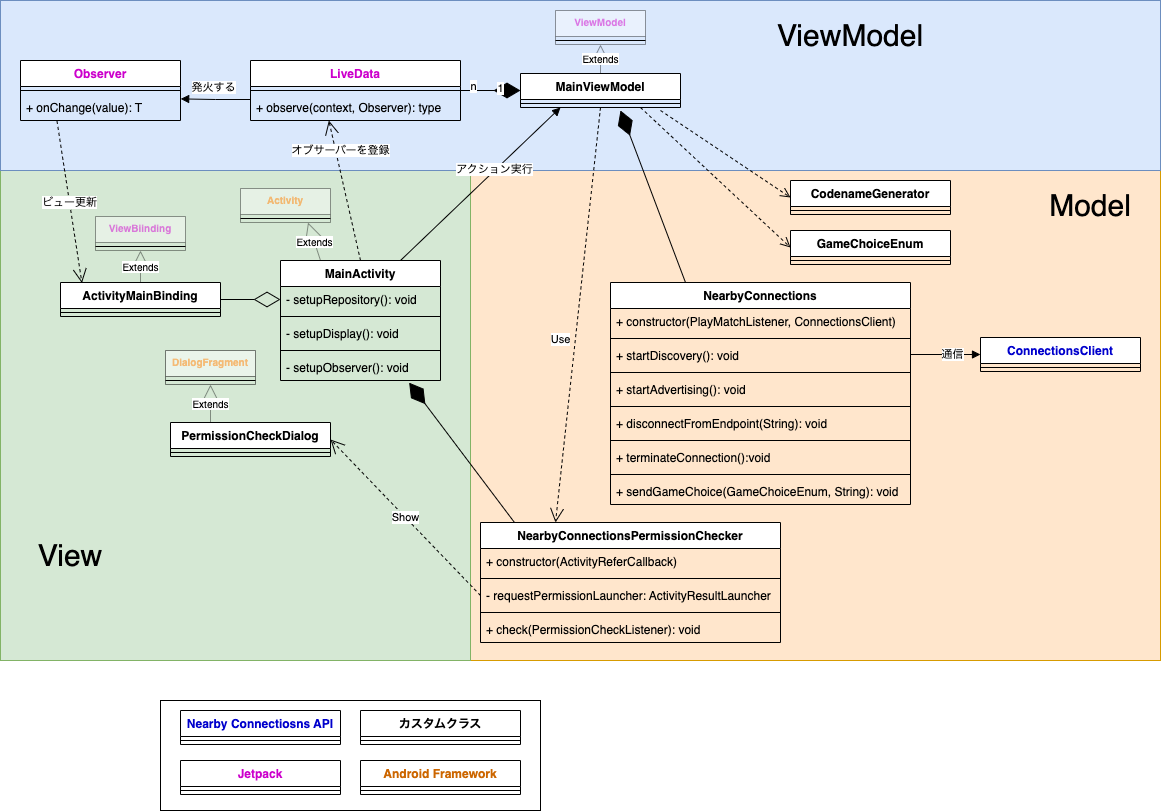 ViewModel
ViewModel
Extends
Observer
+ onChange(value): T
発火する
LiveData
+ observe(context, Observer): type
n
1
MainViewModel
オブサーバーを登録
アクション実行
ビュー更新
Model
CodenameGenerator
GameChoiceEnum
Activity
Extends
ViewBiinding
Extends
ActivityMainBinding
MainActivity
- setupRepository(): void
- setupDisplay(): void
- setupObserver(): void
NearbyConnections
+ constructor(PlayMatchListener, ConnectionsClient)
+ startDiscovery(): void
+ startAdvertising(): void
+ disconnectFromEndpoint(String): void
+ terminateConnection():void
+ sendGameChoice(GameChoiceEnum, String): void
通信
ConnectionsClient
Use
DialogFragment
Extends
PermissionCheckDialog
Show
View
NearbyConnectionsPermissionChecker
+ constructor(ActivityReferCallback)
- requestPermissionLauncher: ActivityResultLauncher
+ check(PermissionCheckListener): void
Nearby Connectiosns API
カスタムクラス
Jetpack
Android Framework